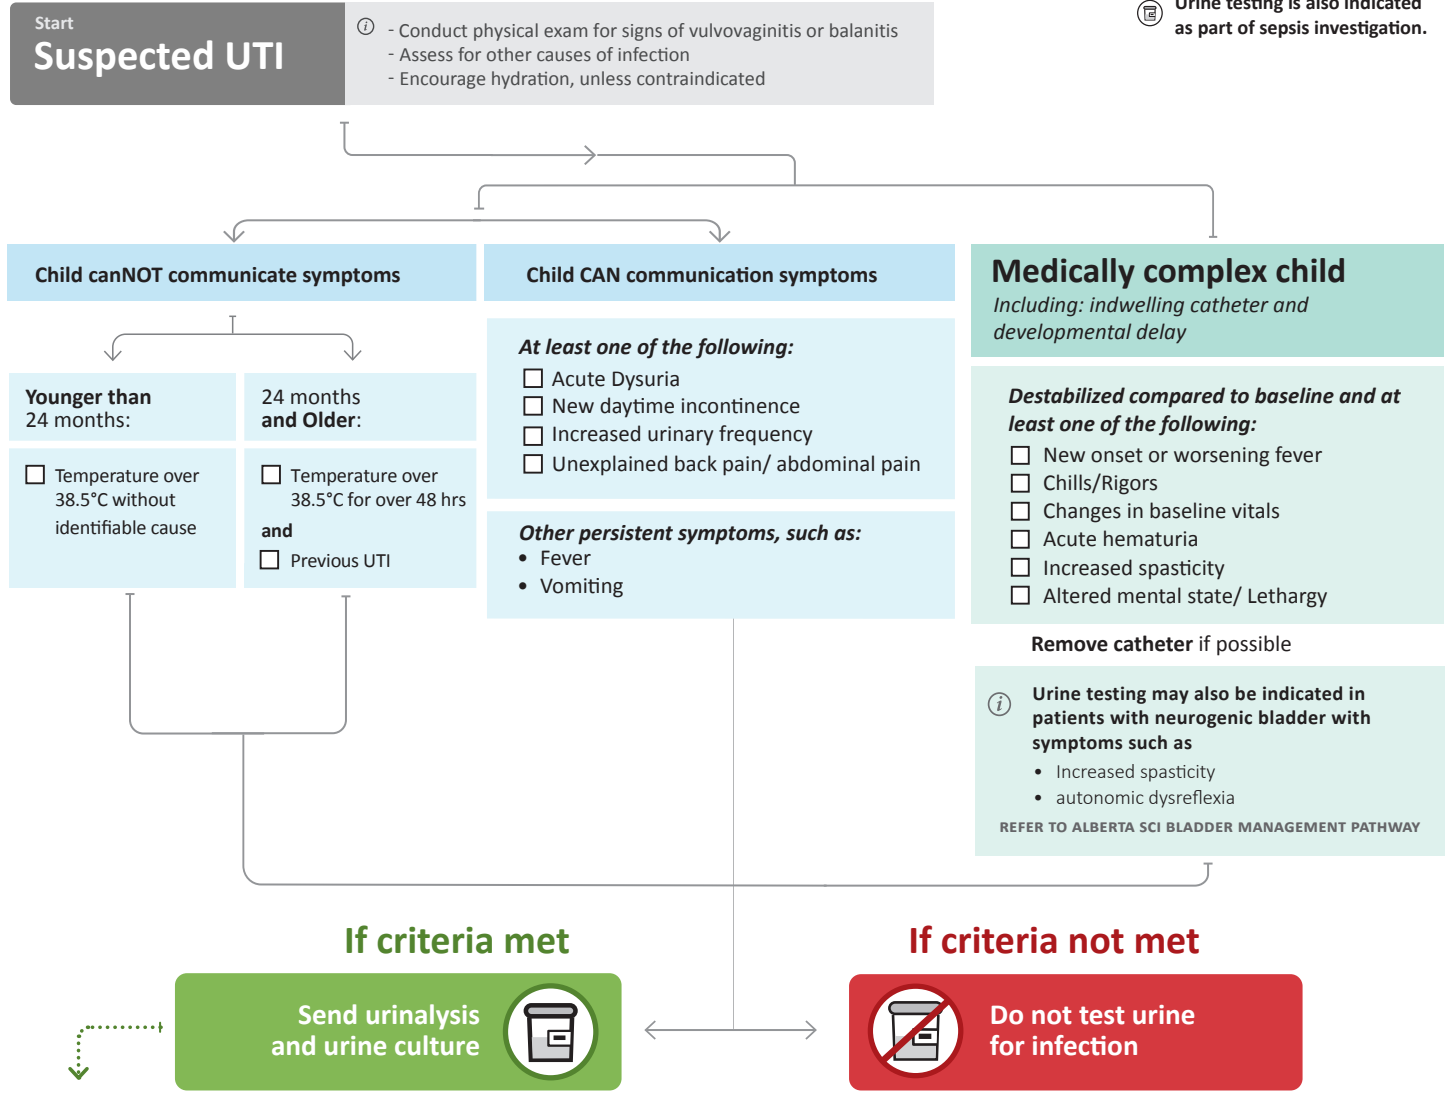 Start
Suspected UTI
- Conduct physical exam for signs of vulvovaginitis or balanitis
- Assess for other causes of infection
- Encourage hydration, unless contraindicated
Urine testing is also indicated
as part of sepsis investigation.
Child canNOT communicate symptoms
Younger than
24 months:
Temperature over
38.5°C without
identifiable cause
24 months
and Older:
Temperature over
38.5°C for over 48 hrs
and
Previous UTI
Child CAN communication symptoms
At least one of the following:
Acute Dysuria
New daytime incontinence
Increased urinary frequency
Unexplained back pain/ abdominal pain
Other persistent symptoms, such as:
• Fever
• Vomiting
Medically complex child
Including: indwelling catheter and
developmental delay
Destabilized compared to baseline and at
least one of the following:
New onset or worsening fever
Chills/Rigors
Changes in baseline vitals
Acute hematuria
Increased spasticity
Altered mental state/ Lethargy
Remove catheter if possible
i
Urine testing may also be indicated in
patients with neurogenic bladder with
symptoms such as
• Increased spasticity
• autonomic dysreflexia
REFER TO ALBERTA SCI BLADDER MANAGEMENT PATHWAY
If criteria met
Send urinalysis
and urine culture
If criteria not met
Do not test urine
for infection